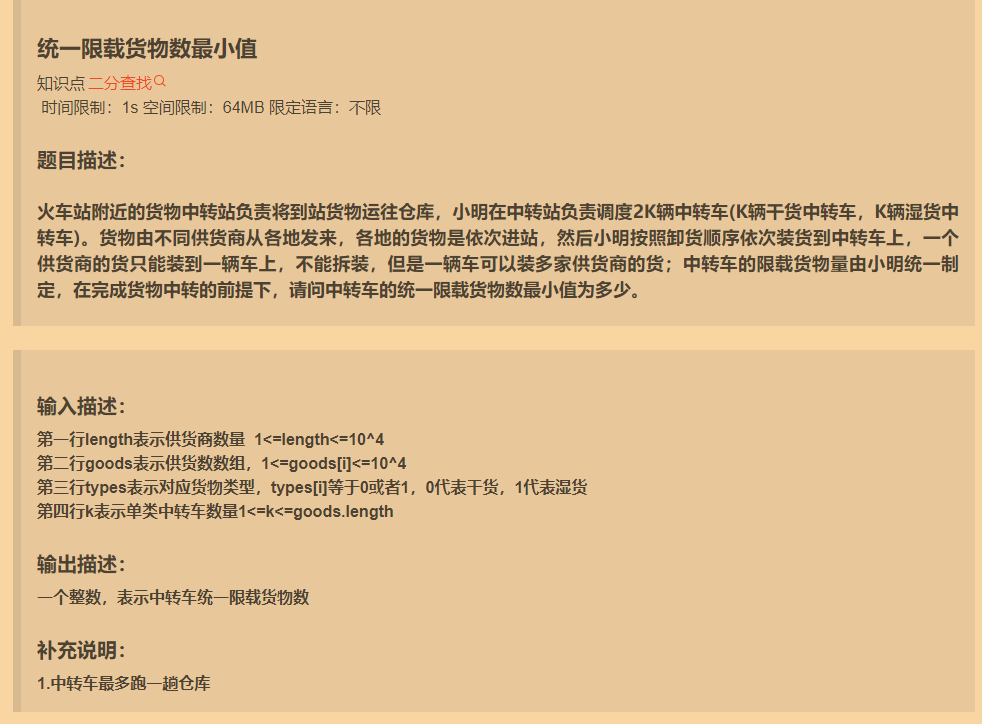 统一限载货物数最小值
知识点 二分查找
时间限制：1s 空间限制：64MB 限定语言：不限
题目描述：
火车站附近的货物中转站负责将到站货物运往仓库，小明在中转站负责调度2K辆中转车(K辆干货中转车，K辆湿货中
转车)。货物由不同供货商从各地发来，各地的货物是依次进站，然后小明按照卸货顺序依次装货到中转车上，一个
供货商的货只能装到一辆车上，不能拆装，但是一辆车可以装多家供货商的货；中转车的限载货物量由小明统一制
定，在完成货物中转的前提下，请问中转车的统一限载货物数最小值为多少。
输入描述：
第一行length表示供货商数量 1<=length<=10^4
第二行goods表示供货数数组，1<=goods[i]<=10^4
第三行types表示对应货物类型，types[i]等于0或者1，0代表干货，1代表湿货
第四行k表示单类中转车数量1<=k<=goods.length
输出描述：
一个整数，表示中转车统一限载货物数
补充说明：
1.中转车最多跑一趟仓库